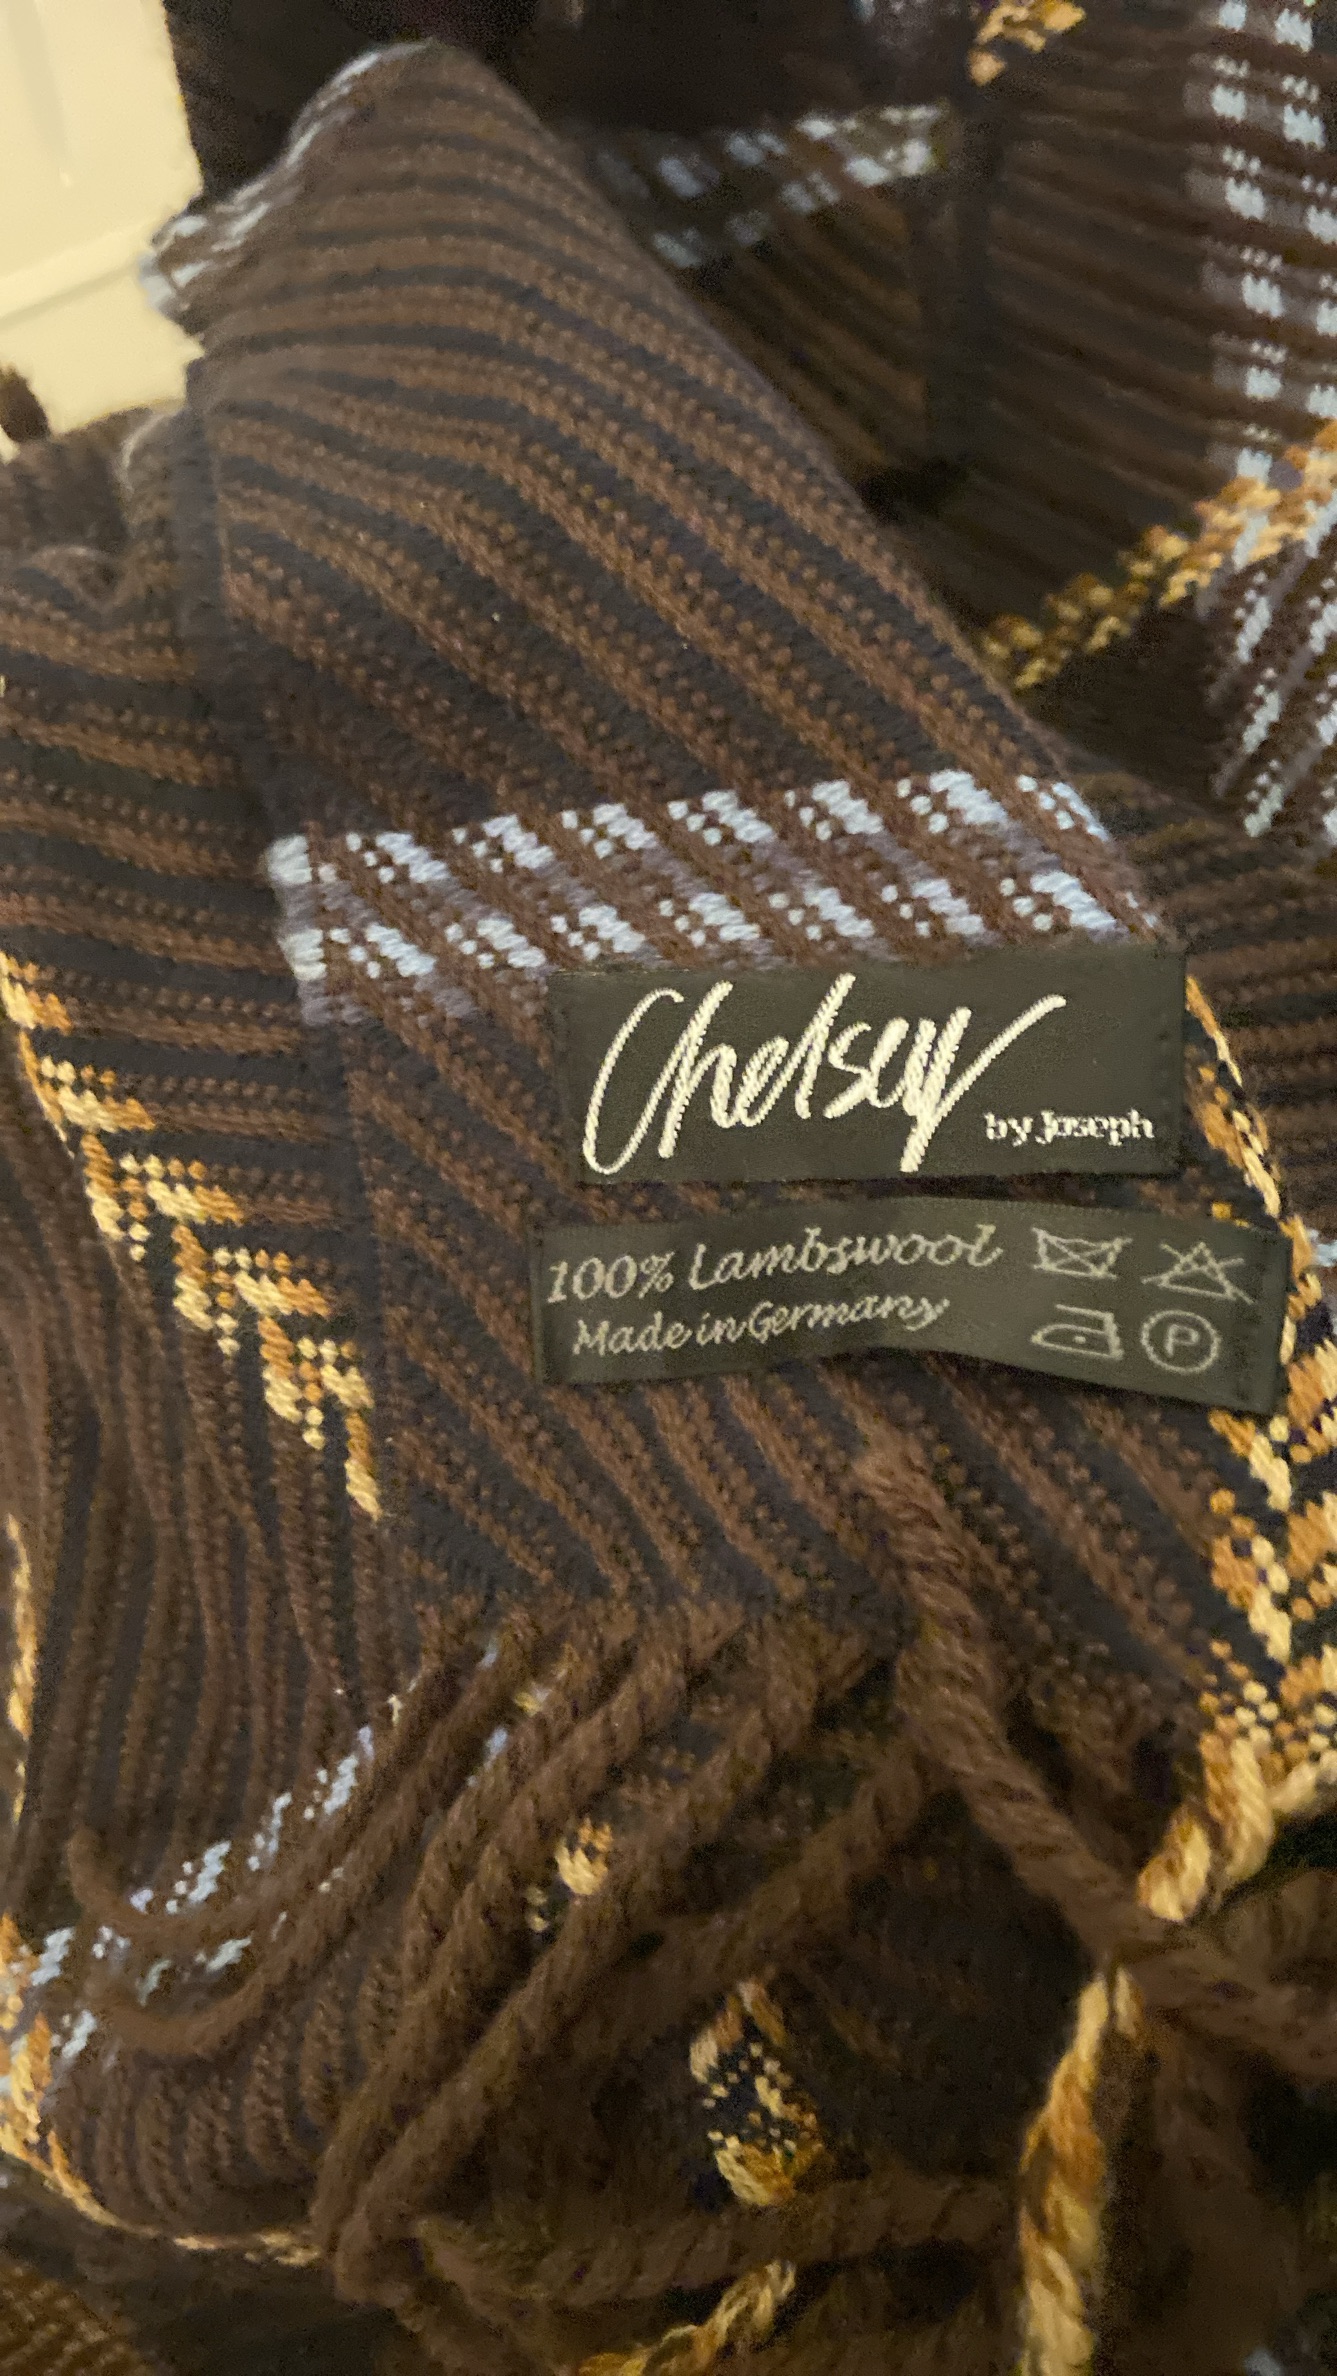 Chelsey
by Joseph
100% Lambswool
Made in Germany
P